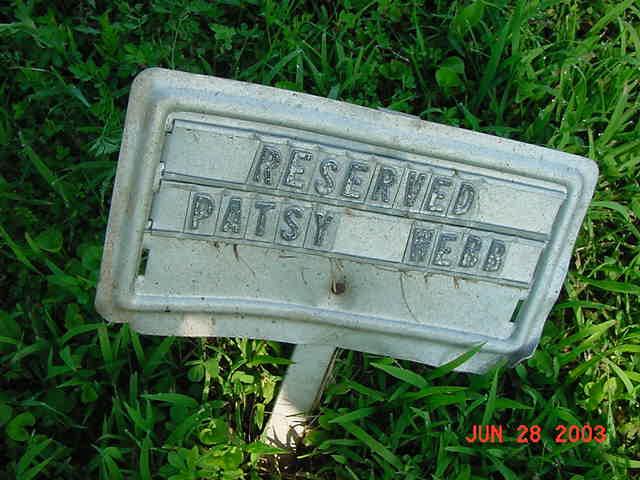 RESERVED
PATSY WEBB
JUN 28 2003